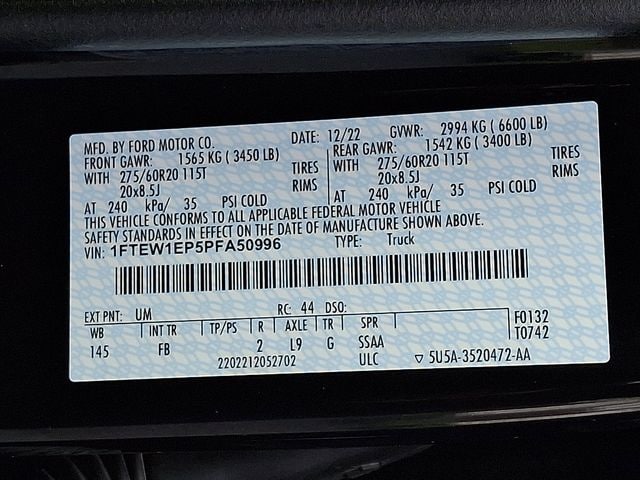 MFD. BY FORD MOTOR CO. DATE: 12/22 GVWR: 2994 KG (6600 LB)
FRONT GAWR: 1565 KG (3450 LB) REAR GAWR: 1542 KG (3400 LB)
WITH 275/60R20 115T TIRES WITH 275/60R20 115T TIRES
20x8.5J RIMS 20x8.5J RIMS
AT 240 kPa/ 35 PSI COLD AT 240 kPa/ 35 PSI COLD
THIS VEHICLE CONFORMS TO ALL APPLICABLE FEDERAL MOTOR VEHICLE
SAFETY STANDARDS IN EFFECT ON THE DATE OF MANUFACTURE SHOWN ABOVE.
VIN: 1FTEW1EP5PFA50996 TYPE: Truck
EXT PNT: UM RC: 44 DSO:
WB INT TR TP/PS R AXLE TR SPR F0132
145 FB 2 L9 G SSAA T0742
2202212052702 ULC ▽ 5U5A-3520472-AA